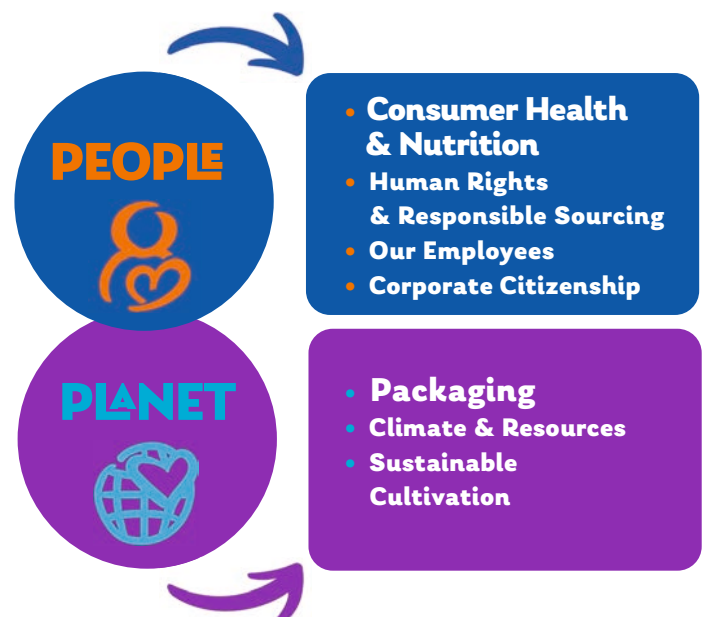 PEOPLE
• Consumer Health
& Nutrition
• Human Rights
& Responsible Sourcing
• Our Employees
• Corporate Citizenship
PLANET
• Packaging
• Climate & Resources
• Sustainable
Cultivation